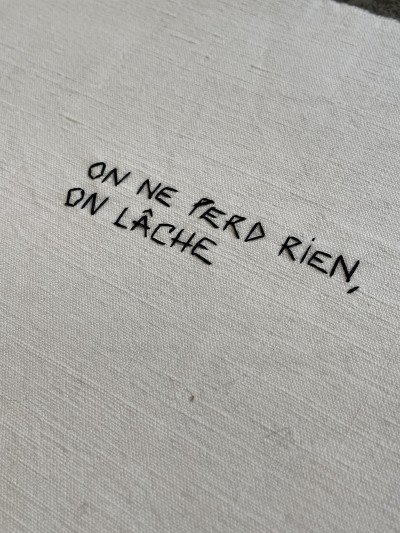 ON NE PERD RiEN,
ON LÂCHE